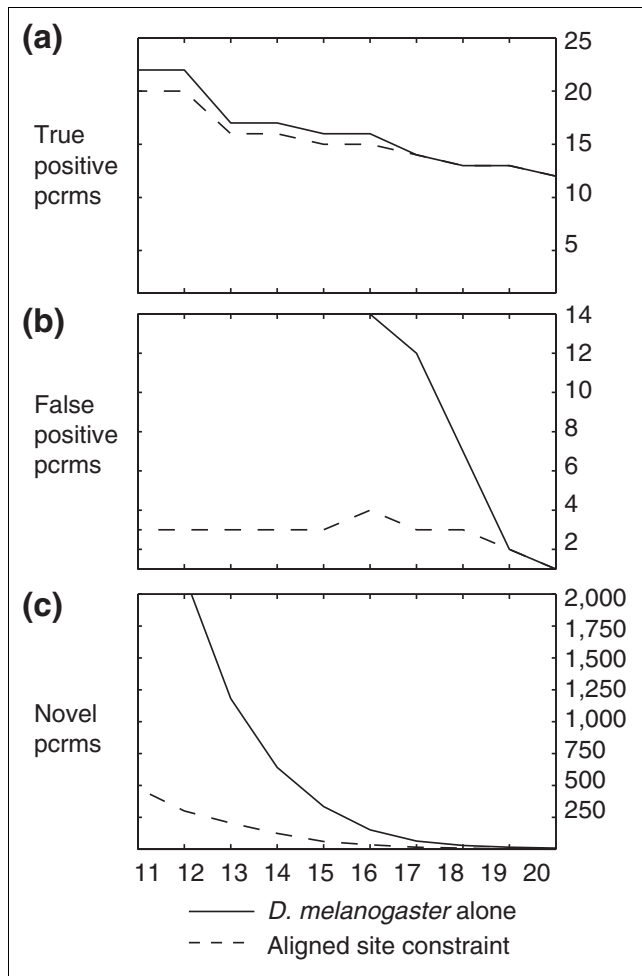 (a)
True
positive
pcrms
25
20
15
10
5
(b)
False
positive
pcrms
14
12
10
8
6
4
2
(c)
Novel
pcrms
2,000
1,750
1,500
1,250
1,000
750
500
250
11 12 13 14 15 16 17 18 19 20
D. melanogaster alone
Aligned site constraint